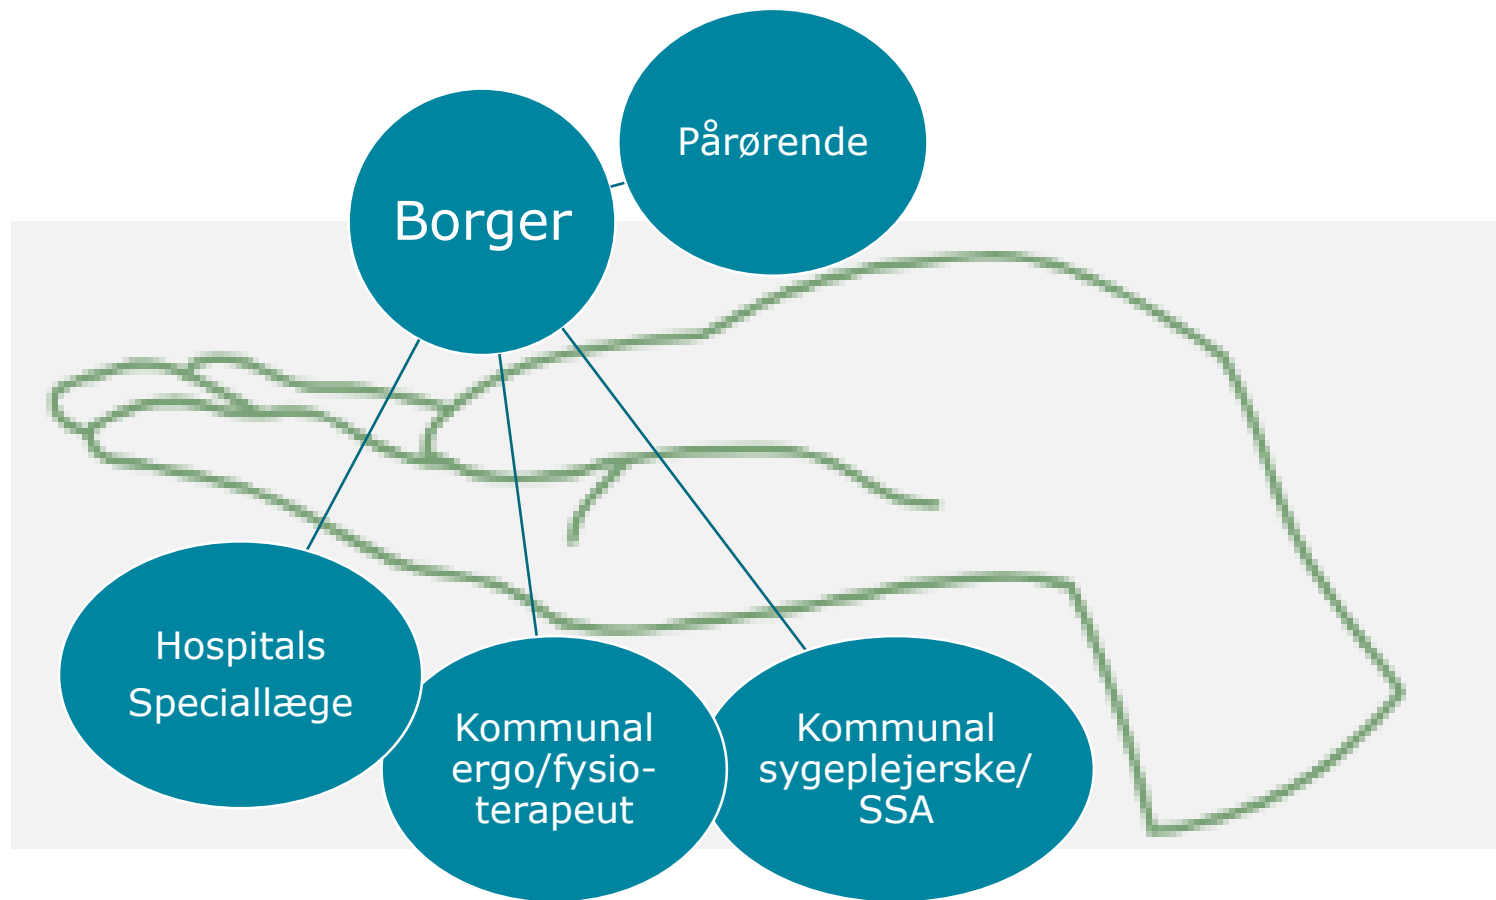 Pårørende
Borger
Hospitals
Speciallæge
Kommunal
ergo/fysio-
terapeut
Kommunal
sygeplejerske/
SSA